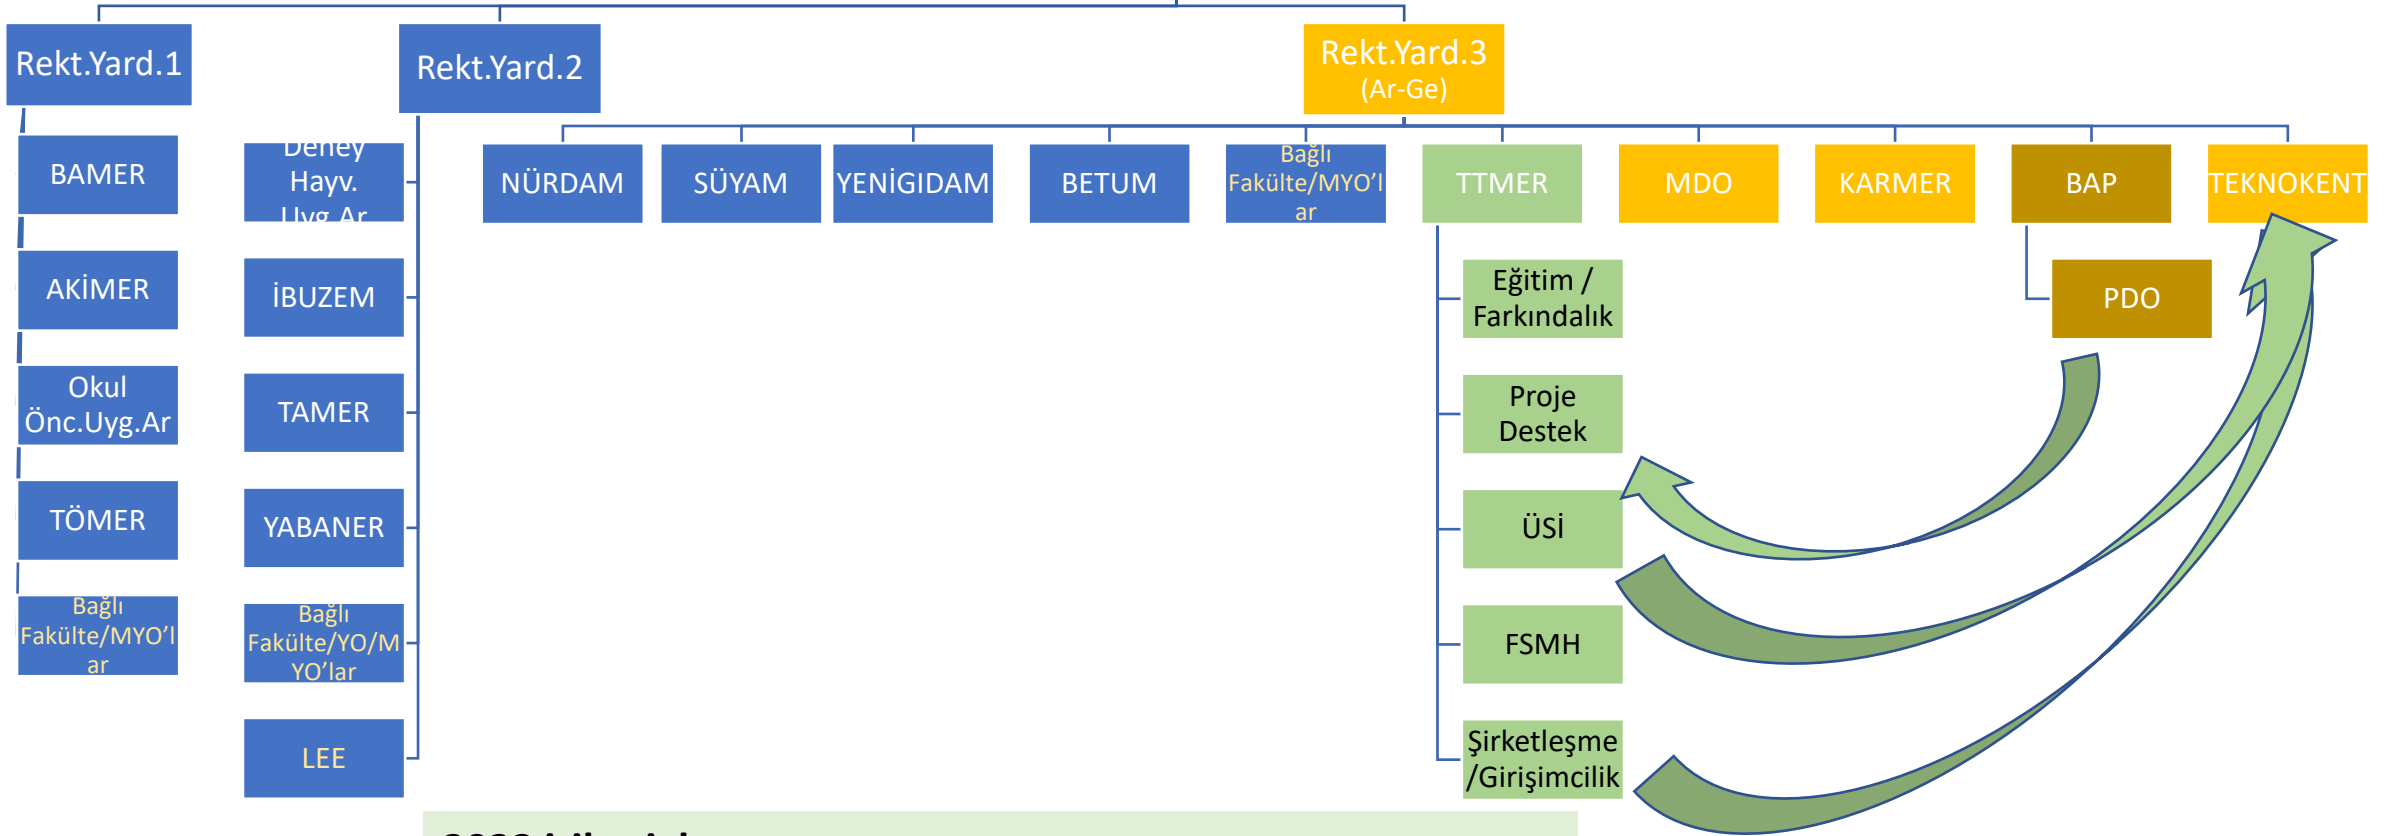 Rekt.Yard.1
Rekt.Yard.2
Rekt.Yard.3
(Ar-Ge)
BAMER
AKİMER
Okul
Önc.Uyg.Ar
TÖMER
Bağlı
Fakülte/MYO’l
ar
Deney
Hayv.
Uyg.Ar
İBUZEM
TAMER
YABANER
Bağlı
Fakülte/YO/M
YO’lar
LEE
NÜRDAM
SÜYAM
YENİGIDAM
BETUM
Bağlı
Fakülte/MYO’l
ar
TTMER
Eğitim /
Farkındalık
Proje
Destek
ÜSİ
FSMH
Şirketleşme
/Girişimcilik
MDO
KARMER
BAP
PDO
TEKNOKENT